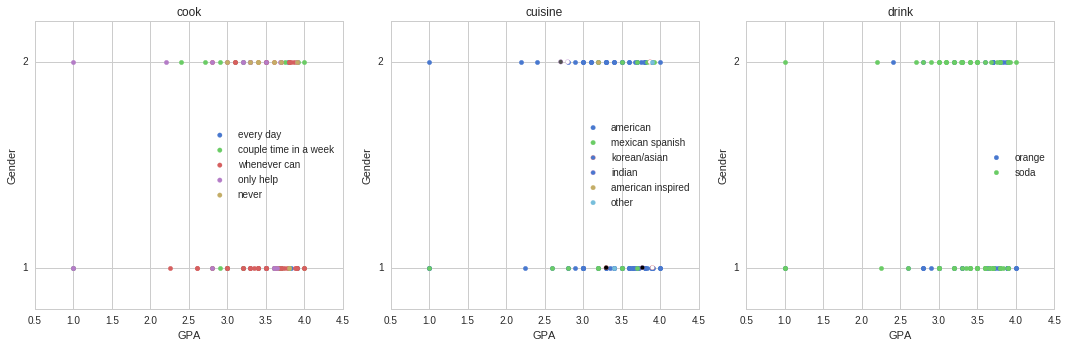 cook
2
every day
couple time in a week
whenever can
only help
never
1
Gender
0.5 1.0 1.5 2.0 2.5 3.0 3.5 4.0 4.5
GPA
cuisine
2
american
mexican spanish
korean/asian
indian
american inspired
other
1
Gender
0.5 1.0 1.5 2.0 2.5 3.0 3.5 4.0 4.5
GPA
drink
2
orange
soda
1
Gender
0.5 1.0 1.5 2.0 2.5 3.0 3.5 4.0 4.5
GPA